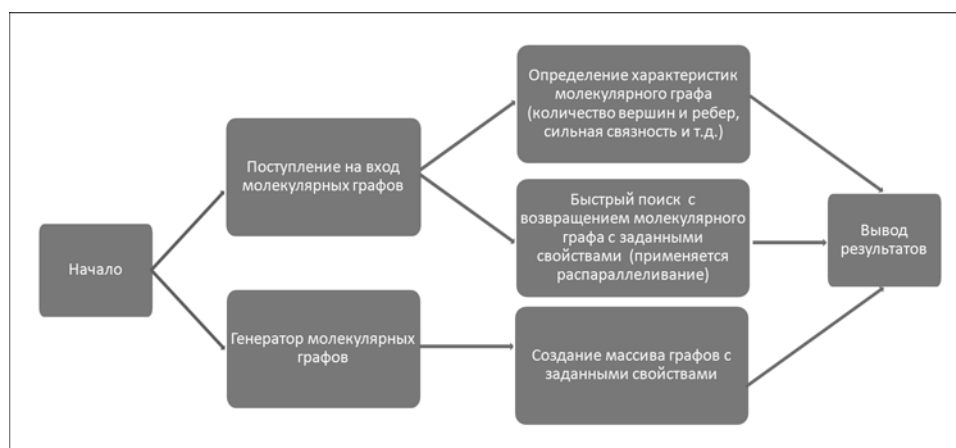 Начало
Поступление на вход
молекулярных графов
Генератор молекулярных
графов
Определение характеристик
молекулярного графа
(количество вершин и ребер,
сильная связность и т.д.)
Быстрый поиск с
возвращением молекулярного
графа с заданными
свойствами (применяется
распараллеливание)
Создание массива графов с
заданными свойствами
Вывод
результатов